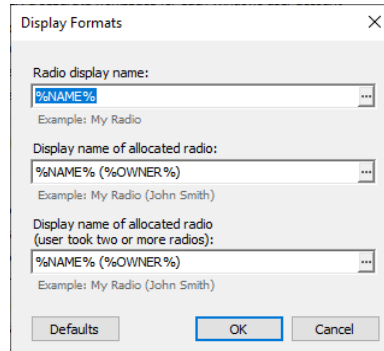 Display Formats
Radio display name:
%NAME%
...
Example: My Radio
Display name of allocated radio:
%NAME% (%OWNER%)
...
Example: My Radio (John Smith)
Display name of allocated radio
(user took two or more radios):
%NAME% (%OWNER%)
...
Example: My Radio (John Smith)
Defaults
OK
Cancel